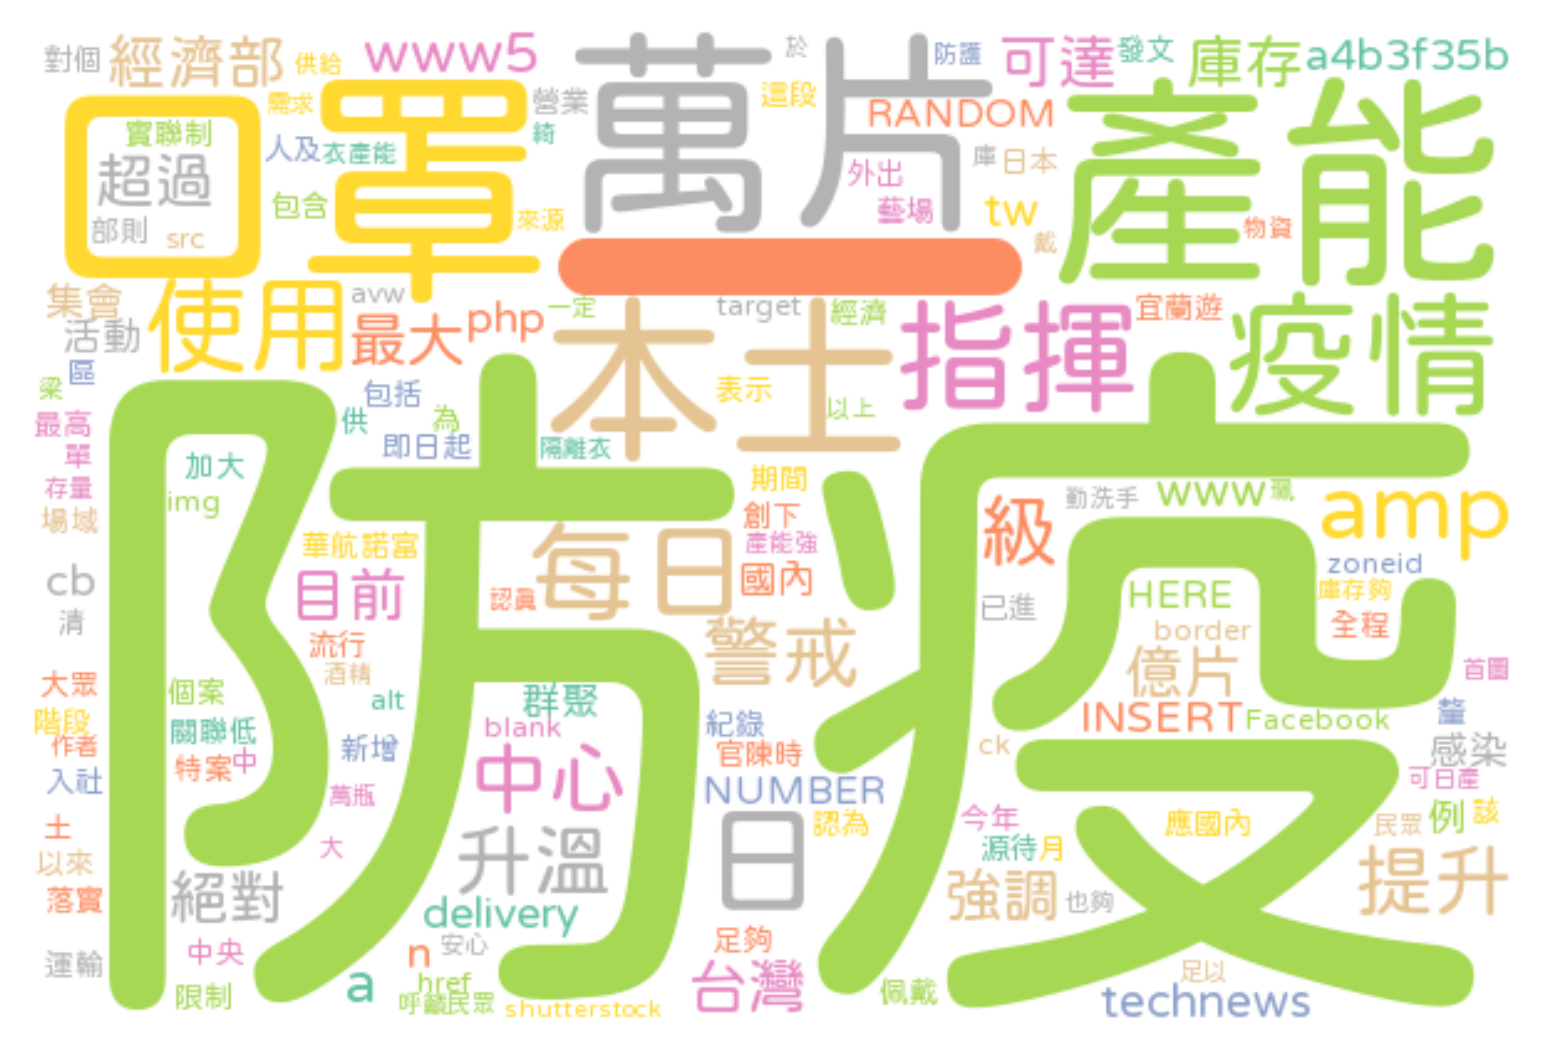 對個 經濟部 供給 www5 萬片 於 防護 可達 發文 庫存 a4b3f35b
口罩 需求 營業 這段 RANDOM 產能
實聯制 人及 衣產能 綺 庫 日本
超過 包含 外出
部則 src 來源 藝場 tw 戴 物資
一
集會 使用 avw 一定 target 經濟 指揮 宜蘭遊 疫情
活動 最大 php 本土
區 梁 包括 表示
最高 供 為 以上
單 即日起 隔離衣
防疫
存量 加大 期間 級 勤洗手 www 珮 amp
場域 img 創下
華航諾富 每日 產能強 zoneid
cb 目前 認真 國內 已進 HERE 庫存夠
清 流行 警戒 border 全程
大眾 酒精 億片 首圖
階段 個案 alt 群聚 紀錄 INSERT Facebook 釐
作者 關聯低 新增 blank 官陳時 ck 感染
入社 特案 中 中心 NUMBER 可日產
萬瓶 日 認為 今年 應國內 民眾 例 該
土 大 升溫 源待 月
以來 絕對 強調 也夠 提升
落實 delivery
運輸 中央 n 安心 足夠 足以
限制 a href 台灣 佩戴 technews
呼籲民眾 shutterstock